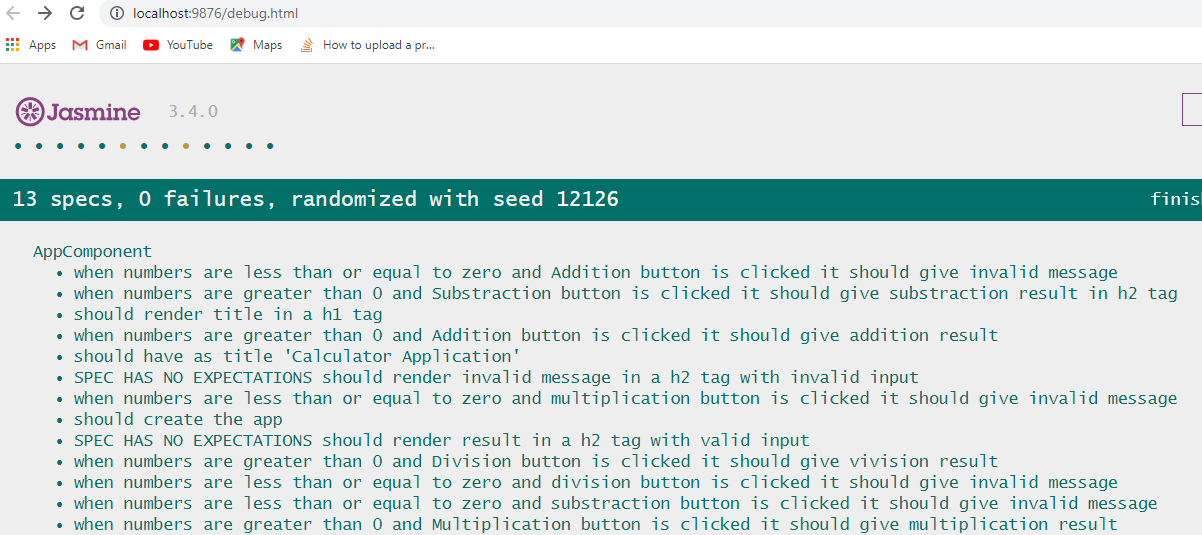 localhost:9876/debug.html
Apps Gmail YouTube Maps How to upload a pr...
Jasmine 3.4.0
13 specs, 0 failures, randomized with seed 12126 finis
AppComponent
• when numbers are less than or equal to zero and Addition button is clicked it should give invalid message
• when numbers are greater than 0 and Substraction button is clicked it should give substraction result in h2 tag
• should render title in a h1 tag
• when numbers are greater than 0 and Addition button is clicked it should give addition result
• should have as title 'Calculator Application'
• SPEC HAS NO EXPECTATIONS should render invalid message in a h2 tag with invalid input
• when numbers are less than or equal to zero and multiplication button is clicked it should give invalid message
• should create the app
• SPEC HAS NO EXPECTATIONS should render result in a h2 tag with valid input
• when numbers are greater than 0 and Division button is clicked it should give vivision result
• when numbers are less than or equal to zero and division button is clicked it should give invalid message
• when numbers are less than or equal to zero and substraction button is clicked it should give invalid message
• when numbers are greater than 0 and Multiplication button is clicked it should give multiplication result